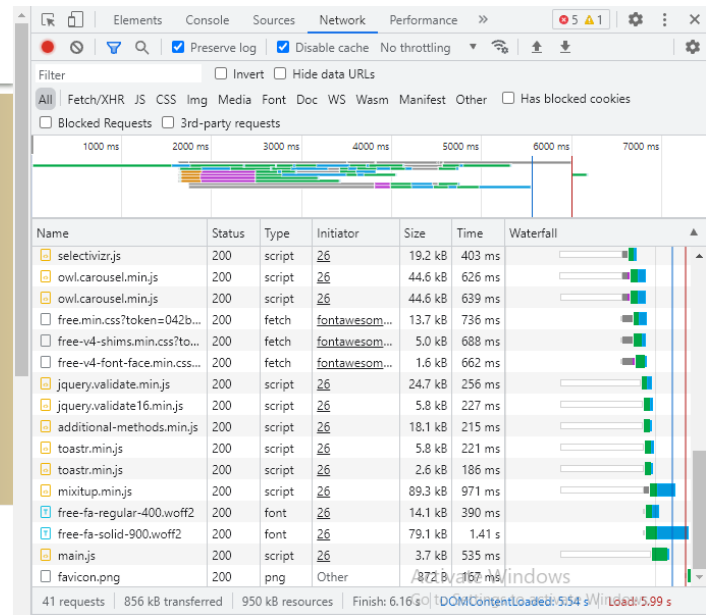 Elements Console Sources Network Performance » 5 1
Preserve log Disable cache No throttling
Filter Invert Hide data URLs
All Fetch/XHR JS CSS Img Media Font Doc WS Wasm Manifest Other Has blocked cookies
Blocked Requests 3rd-party requests
1000 ms 2000 ms 3000 ms 4000 ms 5000 ms 6000 ms 7000 ms
Name Status Type Initiator Size Time Waterfall
selectivizr.js 200 script 26 19.2 kB 403 ms
owl.carousel.min.js 200 script 26 44.6 kB 626 ms
owl.carousel.min.js 200 script 26 44.6 kB 639 ms
free.min.css?token=042b... 200 fetch fontawesom... 13.7 kB 736 ms
free-v4-shims.min.css?to... 200 fetch fontawesom... 5.0 kB 688 ms
free-v4-font-face.min.css... 200 fetch fontawesom... 1.6 kB 662 ms
jquery.validate.min.js 200 script 26 24.7 kB 256 ms
jquery.validate16.min.js 200 script 26 5.8 kB 227 ms
additional-methods.min.js 200 script 26 18.1 kB 215 ms
toastr.min.js 200 script 26 5.8 kB 221 ms
toastr.min.js 200 script 26 2.6 kB 186 ms
mixitup.min.js 200 script 26 89.3 kB 971 ms
free-fa-regular-400.woff2 200 font 26 14.1 kB 390 ms
free-fa-solid-900.woff2 200 font 26 79.1 kB 1.41 s
main.js 200 script 26 3.7 kB 535 ms
favicon.png 200 png Other 872 B 167 ms
Activate Windows
41 requests 856 kB transferred 950 kB resources Finish: 6.16 s DOMContentLoaded: 5.54 s Load: 5.99 s